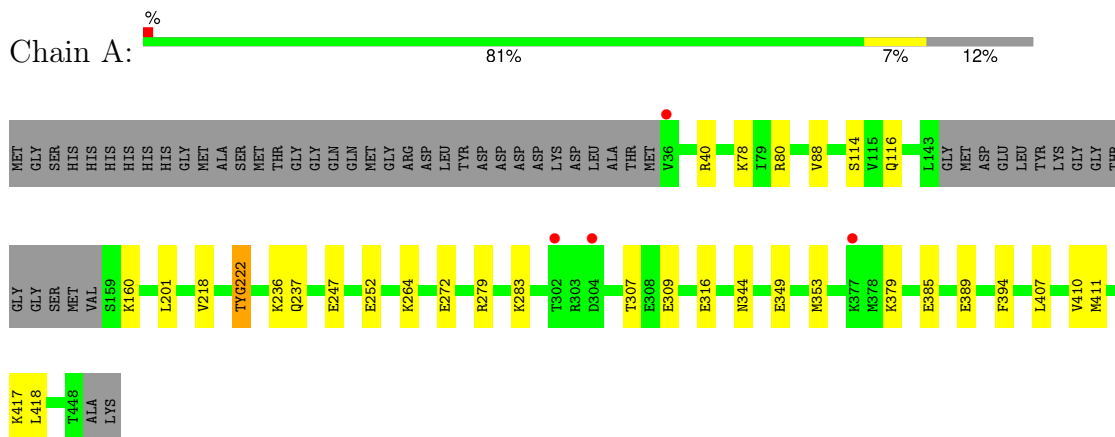 %
Chain A:
81% 7% 12%
MET GLY SER HIS HIS HIS HIS HIS HIS GLY MET ALA SER MET THR GLY GLY GLN GLN MET GLY ARG ASP LEU TYR ASP ASP ASP ASP LYS ASP LEU ALA THR MET V36 R40 K78 I79 R80 V88 S114 V115 Q116 L143 GLY MET ASP GLU LEU TYR LYS GLY GLY THR
GLY GLY SER MET VAL S159 K160 L201 V218 TYG222 K236 Q237 E247 E252 K264 E272 R279 K283 T302 R303 D304 T307 E308 E309 E316 N344 E349 M353 K377 M378 K379 E385 E389 F394 L407 V410 M411
K417 L418 T448 ALA LYS